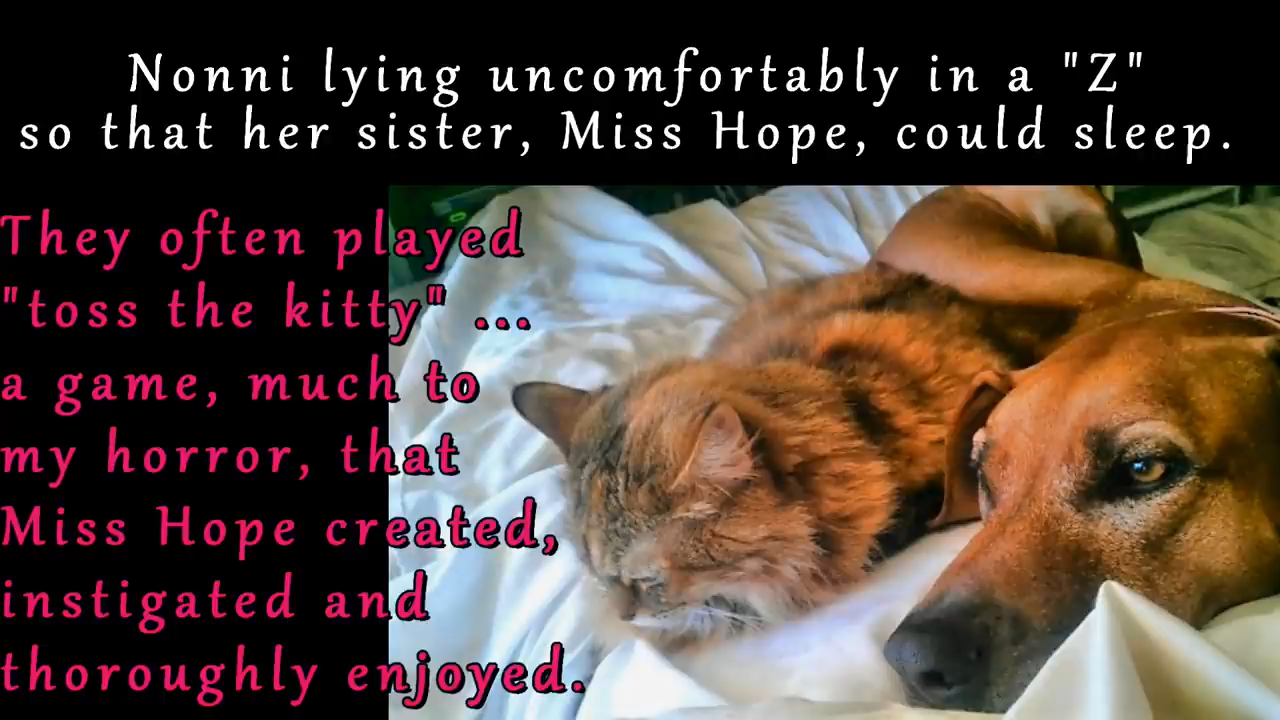 Nonni lying uncomfortably in a "Z"
so that her sister, Miss Hope, could sleep.
They often played
"toss the kitty" ...
a game, much to
my horror, that
Miss Hope created,
instigated and
thoroughly enjoyed.